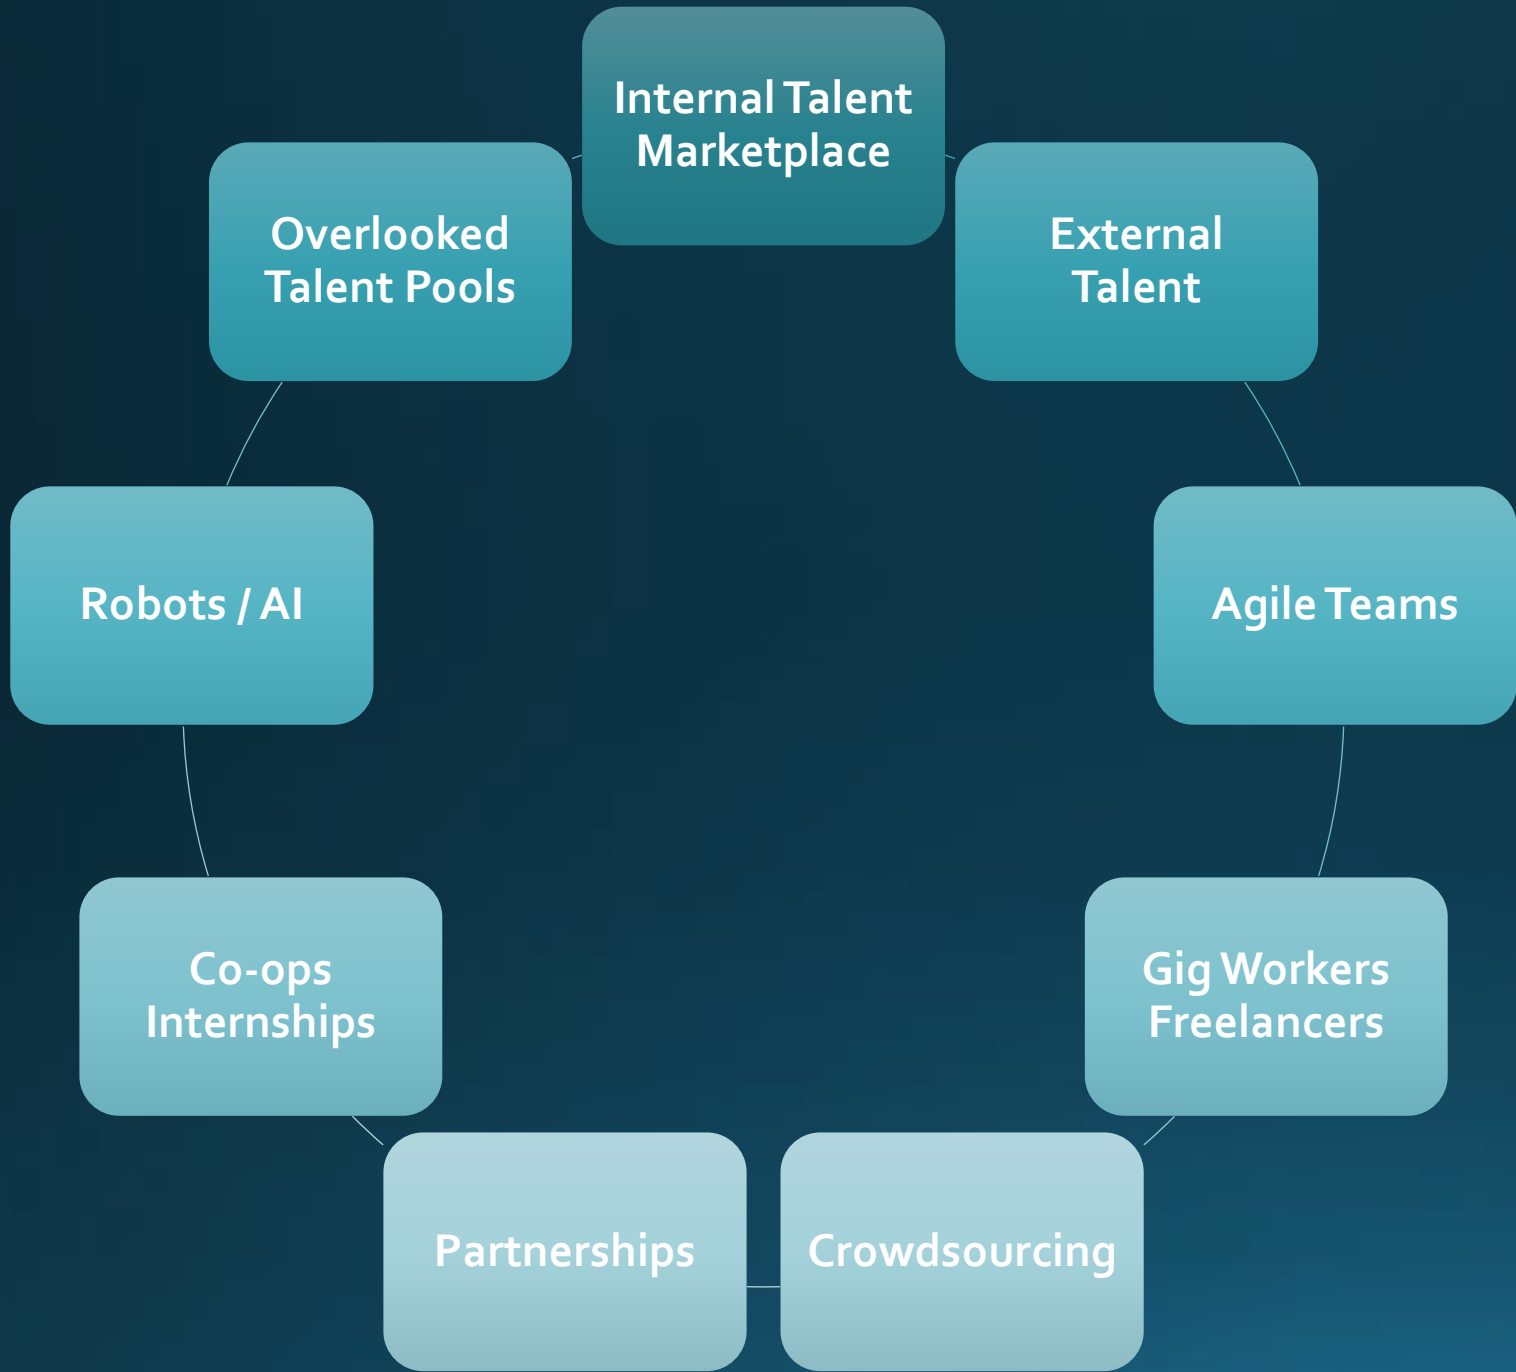 Internal Talent
Marketplace
External
Talent
Agile Teams
Gig Workers
Freelancers
Crowdsourcing
Partnerships
Co-ops
Internships
Robots / AI
Overlooked
Talent Pools